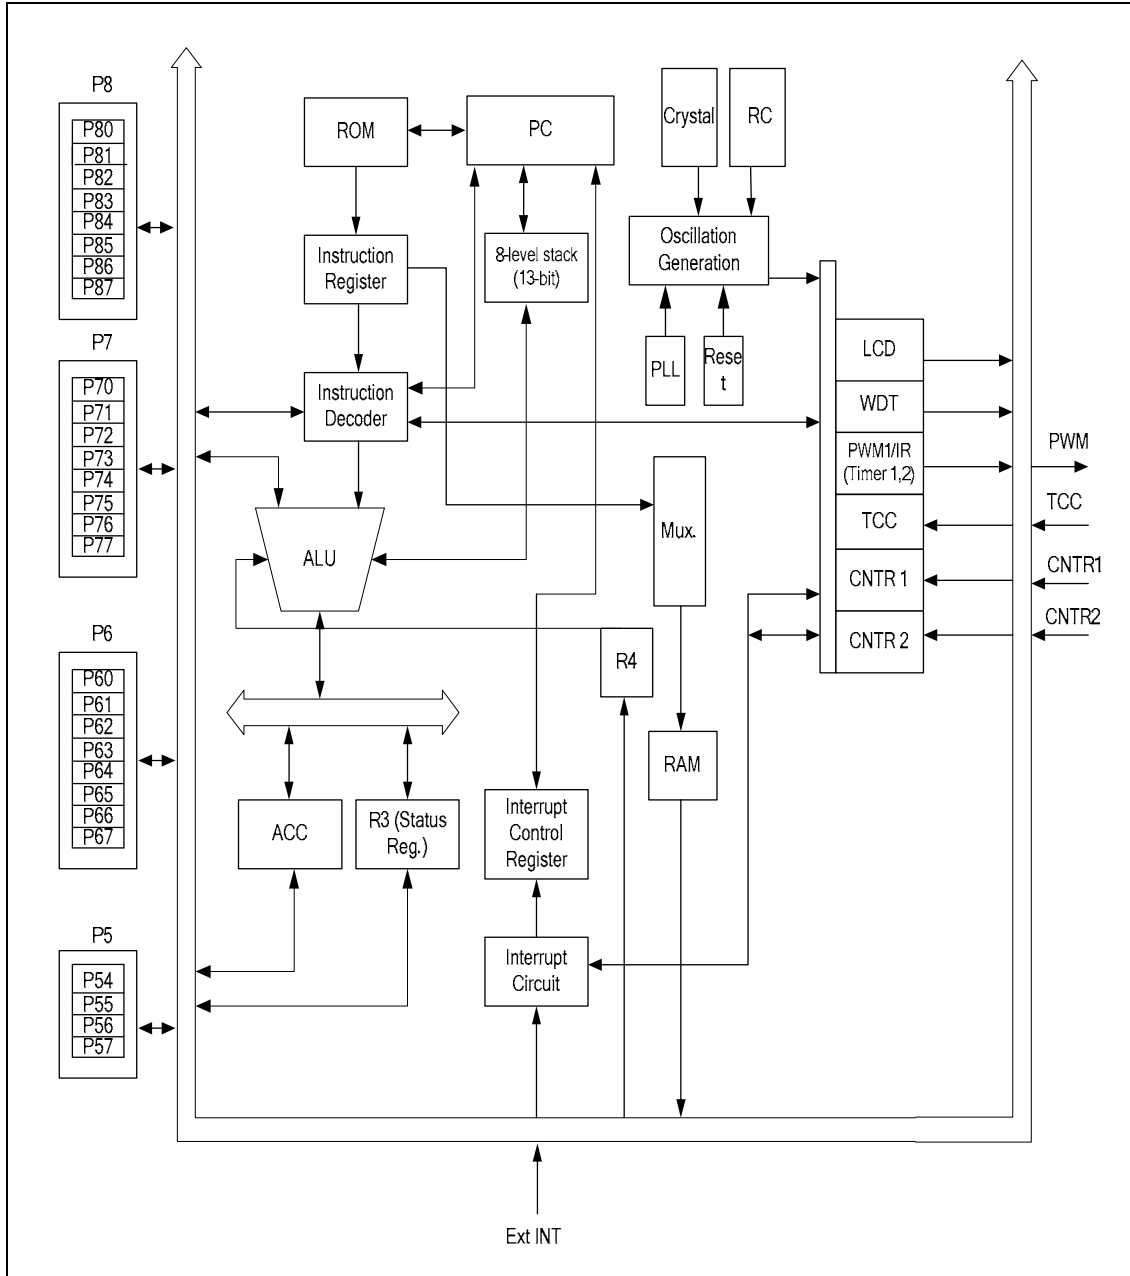 P8
P80
P81
P82
P83
P84
P85
P86
P87
P7
P70
P71
P72
P73
P74
P75
P76
P77
P6
P60
P61
P62
P63
P64
P65
P66
P67
P5
P54
P55
P56
P57
ROM
PC
Instruction
Register
8-level stack
(13-bit)
Instruction
Decoder
ALU
ACC
R3 (Status
Reg.)
Interrupt
Control
Register
Interrupt
Circuit
Ext INT
Crystal
RC
Oscillation
Generation
PLL
Rese
t
Mux.
R4
RAM
LCD
WDT
PWM1/IR
(Timer 1,2)
TCC
CNTR 1
CNTR 2
PWM
TCC
CNTR1
CNTR2